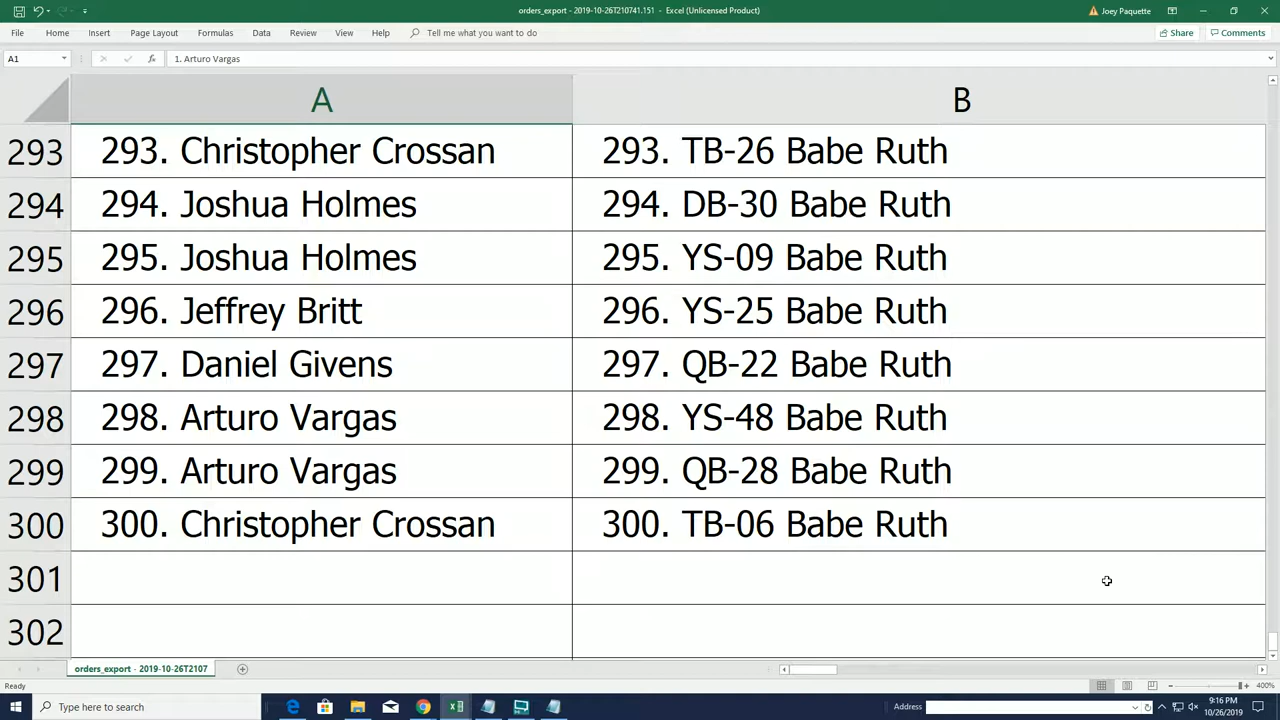 orders_export - 2019-10-26T210741.151 - Excel (Unlicensed Product)
Joey Paquette
File Home Insert Page Layout Formulas Data Review View Help Tell me what you want to do
Share Comments
A1 fx 1. Arturo Vargas
A B
293 293. Christopher Crossan 293. TB-26 Babe Ruth
294 294. Joshua Holmes 294. DB-30 Babe Ruth
295 295. Joshua Holmes 295. YS-09 Babe Ruth
296 296. Jeffrey Britt 296. YS-25 Babe Ruth
297 297. Daniel Givens 297. QB-22 Babe Ruth
298 298. Arturo Vargas 298. YS-48 Babe Ruth
299 299. Arturo Vargas 299. QB-28 Babe Ruth
300 300. Christopher Crossan 300. TB-06 Babe Ruth
301
302
orders_export - 2019-10-26T2107
Ready 400%
Type here to search Address 9:16 PM
10/26/2019